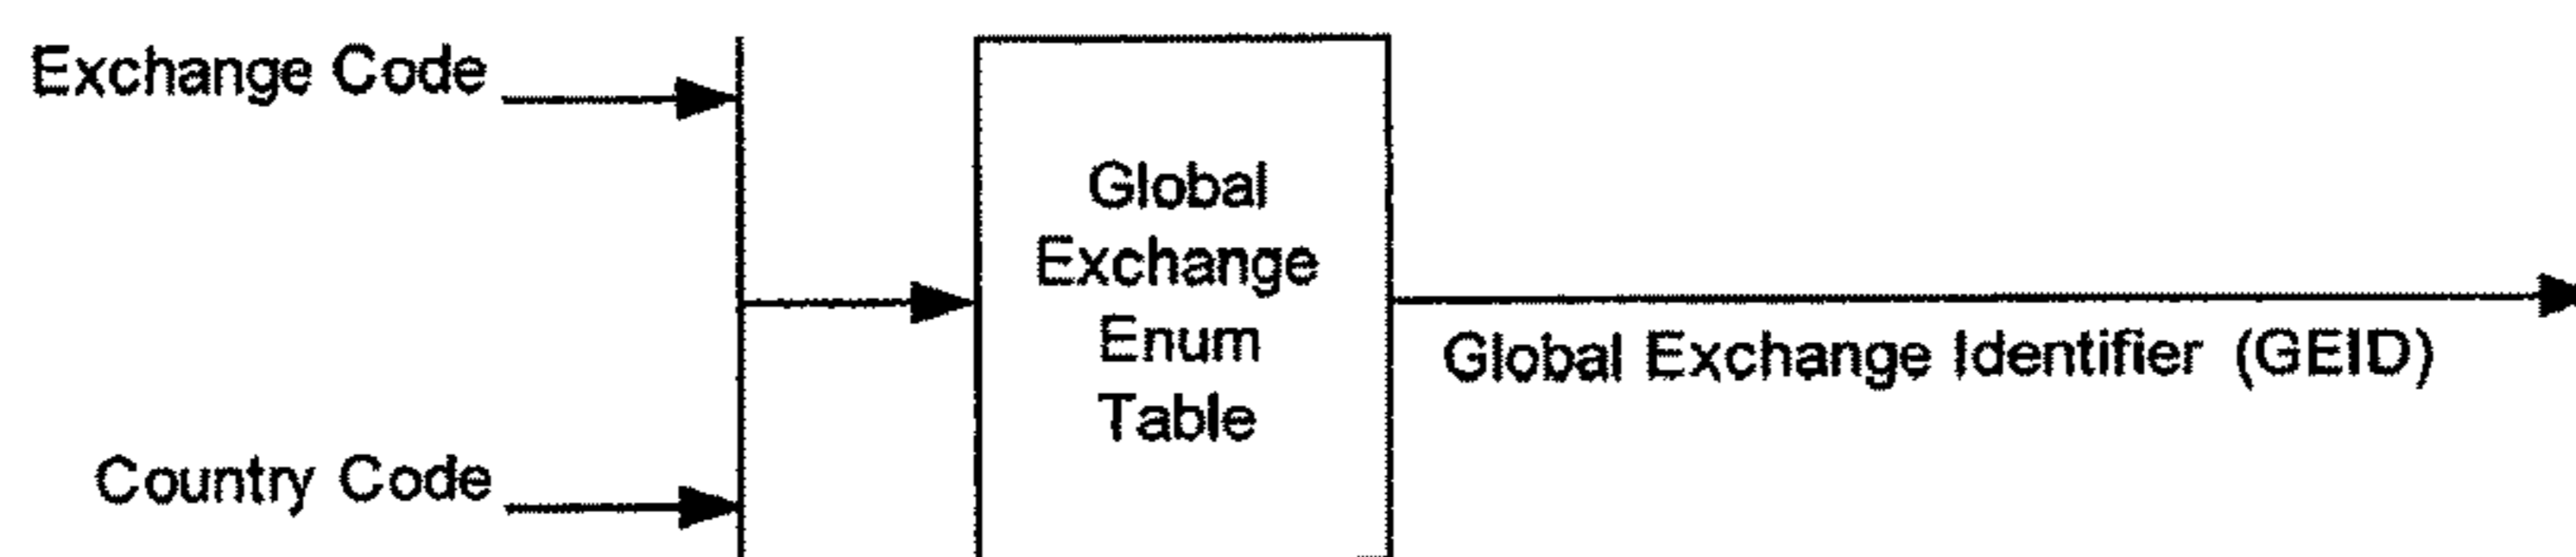 Exchange Code
Global
Exchange
Enum
Table
Global Exchange Identifier (GEID)
Country Code